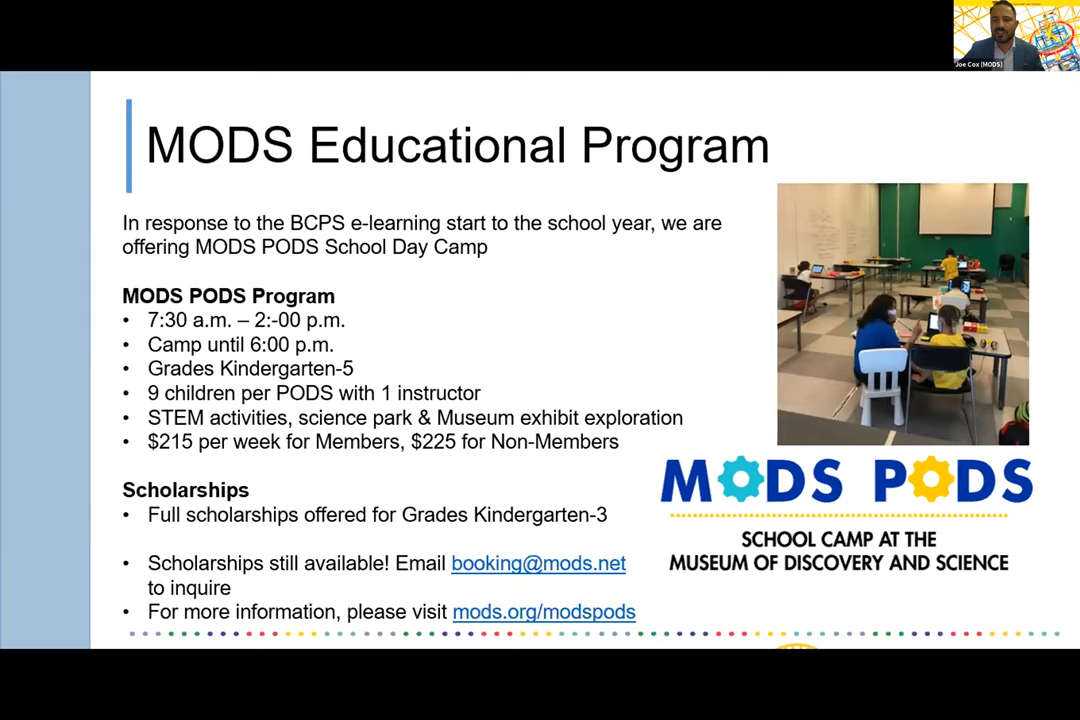 Joe Cox (MODS)
MODS Educational Program
In response to the BCPS e-learning start to the school year, we are
offering MODS PODS School Day Camp
MODS PODS Program
• 7:30 a.m. – 2:-00 p.m.
• Camp until 6:00 p.m.
• Grades Kindergarten-5
• 9 children per PODS with 1 instructor
• STEM activities, science park & Museum exhibit exploration
• $215 per week for Members, $225 for Non-Members
Scholarships
• Full scholarships offered for Grades Kindergarten-3
• Scholarships still available! Email booking@mods.net
to inquire
• For more information, please visit mods.org/modspods
MODS PODS
SCHOOL CAMP AT THE
MUSEUM OF DISCOVERY AND SCIENCE